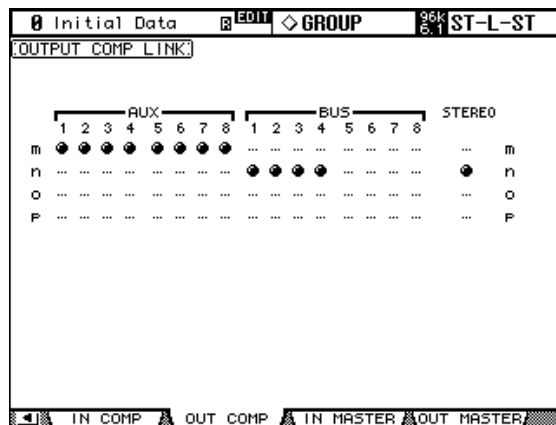 0 Initial Data EDIT GROUP 96k 6.1 ST-L-ST
OUTPUT COMP LINK
AUX BUS STEREO
1 2 3 4 5 6 7 8 1 2 3 4 5 6 7 8
m m
n n
o o
p p
IN COMP OUT COMP IN MASTER OUT MASTER